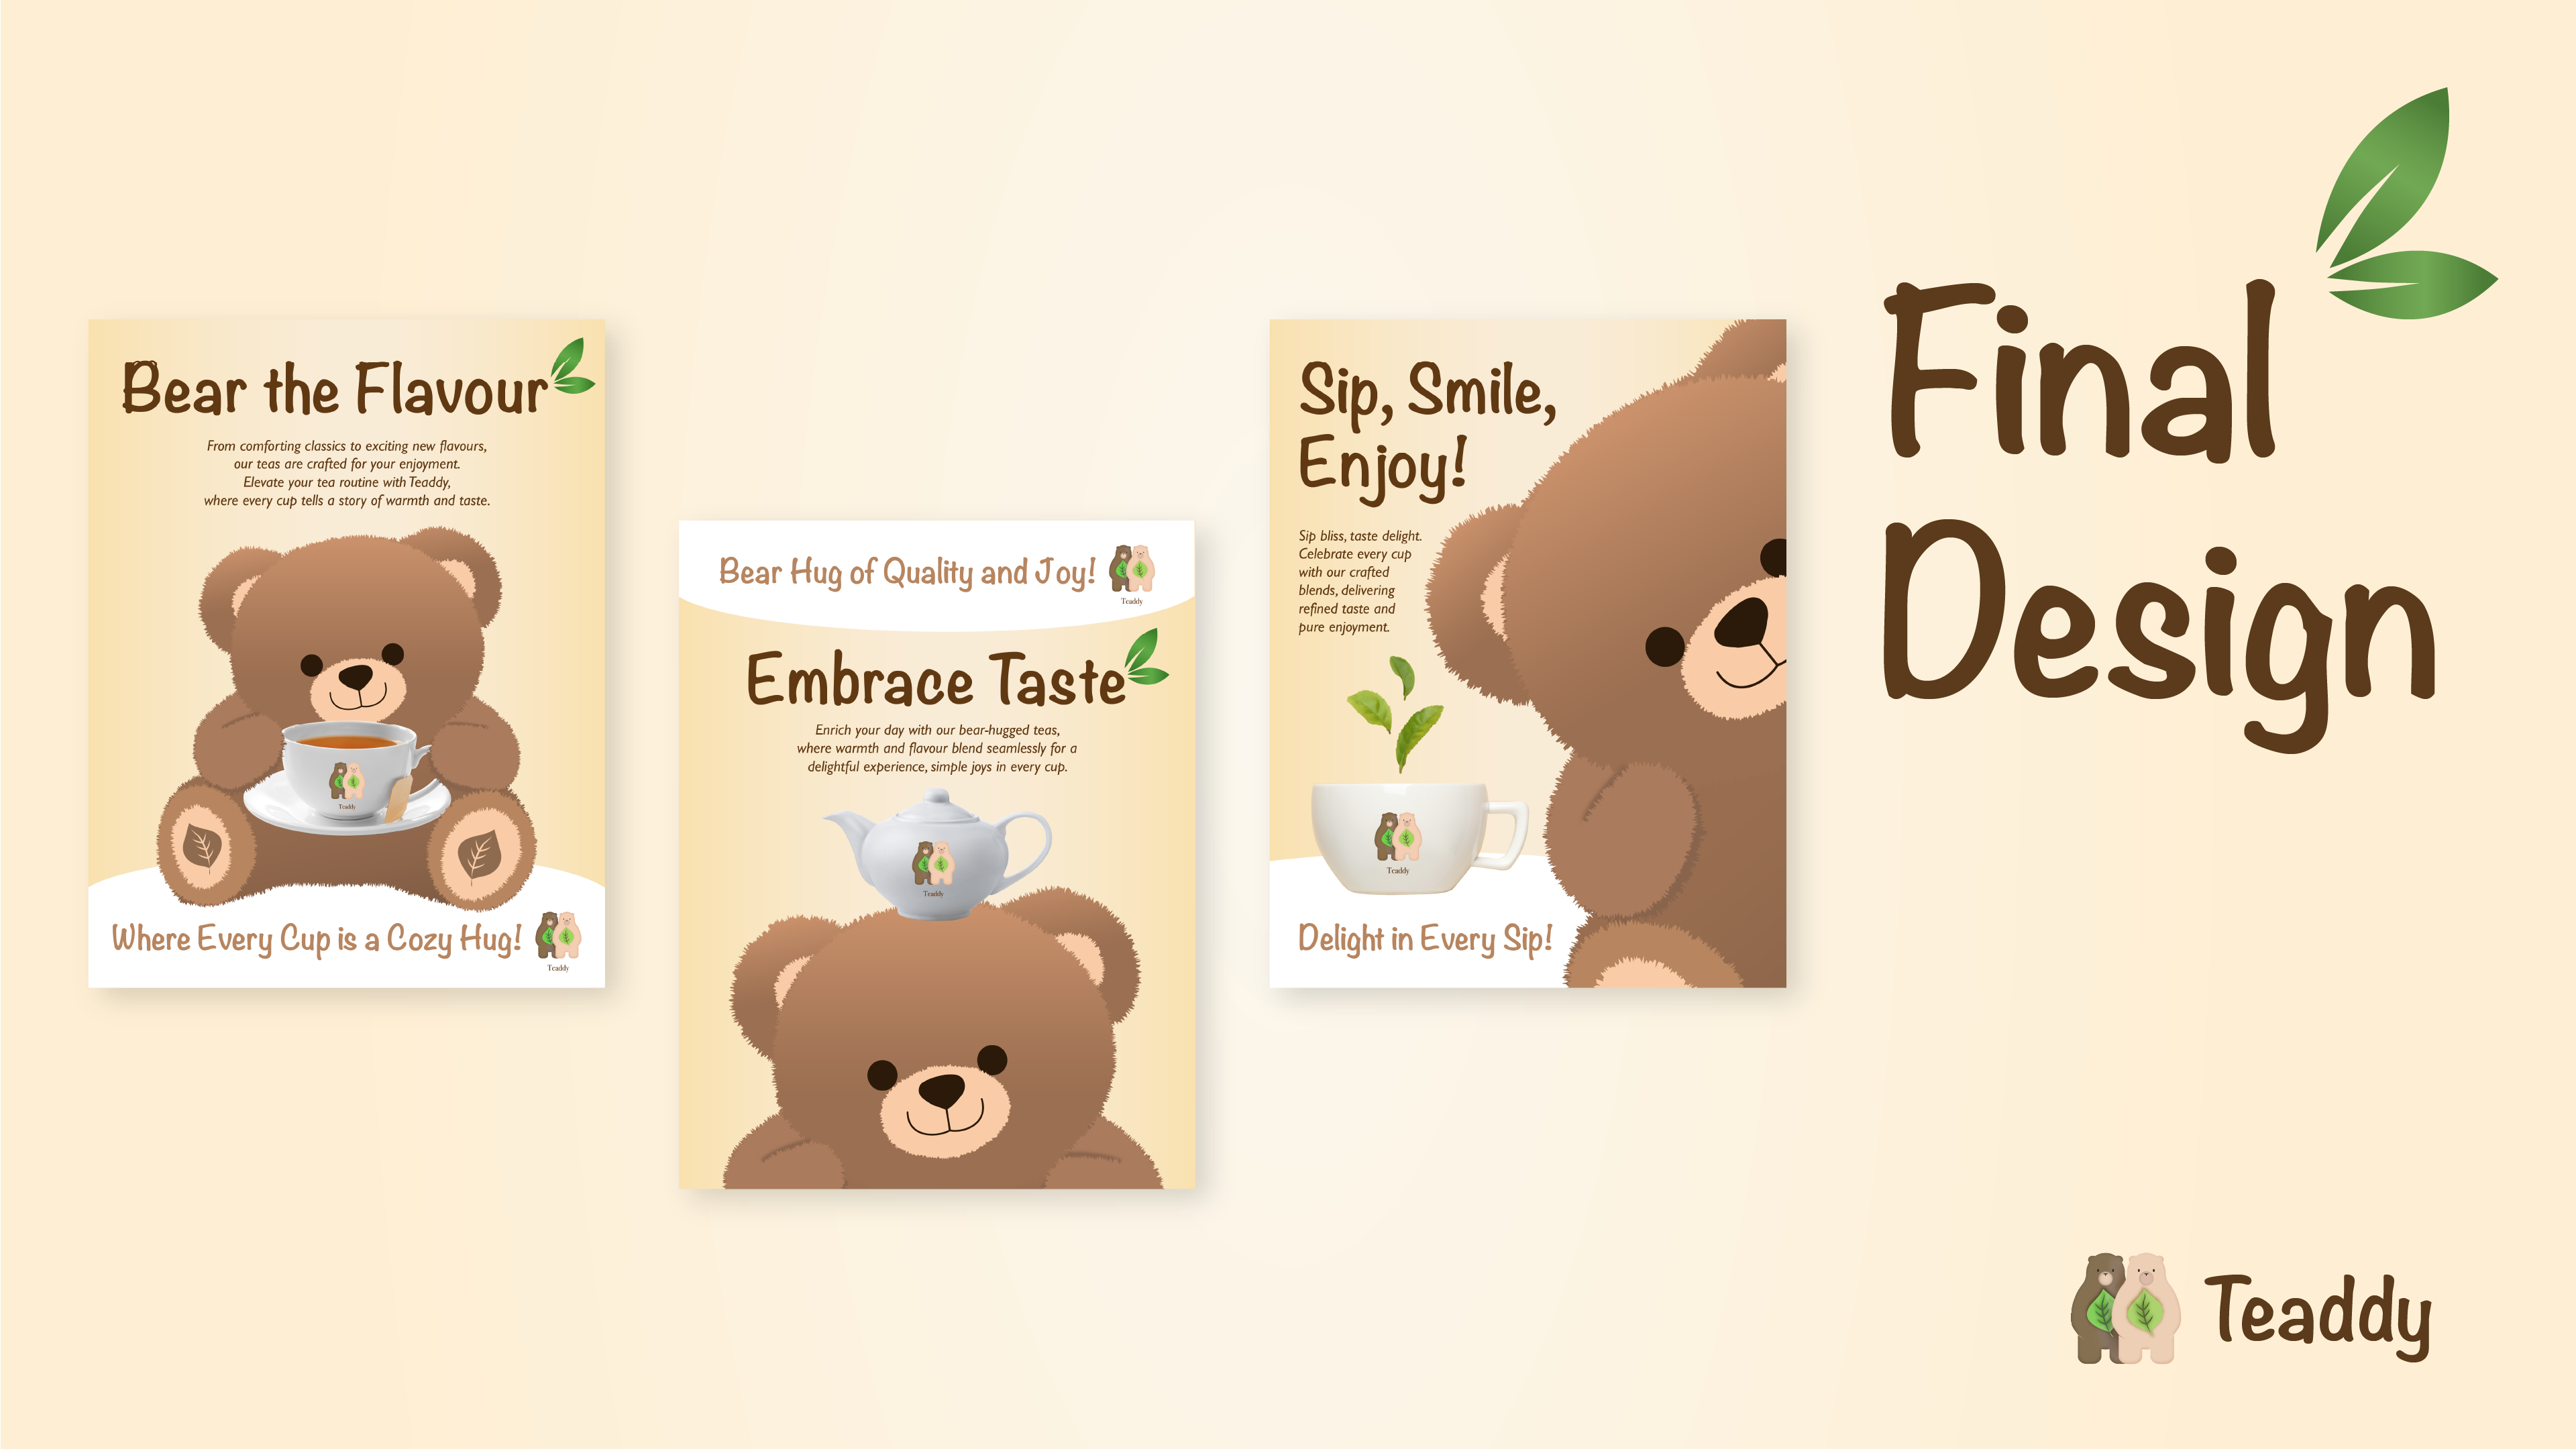 Bear the Flavour
From comforting classics to exciting new flavours,
our teas are crafted for your enjoyment.
Elevate your tea routine with Teaddy,
where every cup tells a story of warmth and taste.
Teaddy
Where Every Cup is a Cozy Hug!
Teaddy
Bear Hug of Quality and Joy!
Teaddy
Embrace Taste
Enrich your day with our bear-hugged teas,
where warmth and flavour blend seamlessly for a
delightful experience, simple joys in every cup.
Teaddy
Sip, Smile,
Enjoy!
Sip bliss, taste delight.
Celebrate every cup
with our crafted
blends, delivering
refined taste and
pure enjoyment.
Teaddy
Delight in Every Sip!
Final
Design
Teaddy